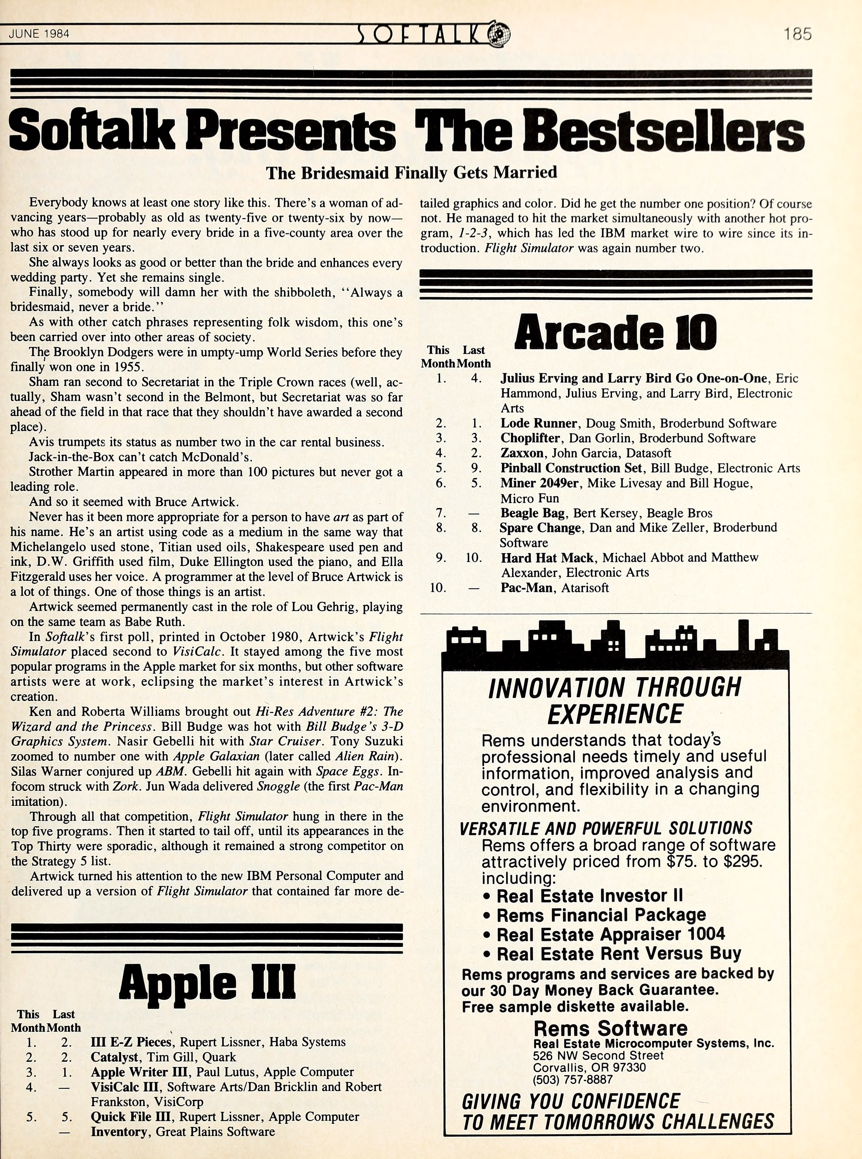 JUNE 1984
SOFTALK
185
Softalk Presents The Bestsellers
The Bridesmaid Finally Gets Married
Everybody knows at least one story like this. There's a woman of ad-
vancing years—probably as old as twenty-five or twenty-six by now—
who has stood up for nearly every bride in a five-county area over the
last six or seven years.
She always looks as good or better than the bride and enhances every
wedding party. Yet she remains single.
Finally, somebody will damn her with the shibboleth, "Always a
bridesmaid, never a bride."
As with other catch phrases representing folk wisdom, this one's
been carried over into other areas of society.
The Brooklyn Dodgers were in umpty-ump World Series before they
finally won one in 1955.
Sham ran second to Secretariat in the Triple Crown races (well, ac-
tually, Sham wasn't second in the Belmont, but Secretariat was so far
ahead of the field in that race that they shouldn't have awarded a second
place).
Avis trumpets its status as number two in the car rental business.
Jack-in-the-Box can't catch McDonald's.
Strother Martin appeared in more than 100 pictures but never got a
leading role.
And so it seemed with Bruce Artwick.
Never has it been more appropriate for a person to have art as part of
his name. He's an artist using code as a medium in the same way that
Michelangelo used stone, Titian used oils, Shakespeare used pen and
ink, D.W. Griffith used film, Duke Ellington used the piano, and Ella
Fitzgerald uses her voice. A programmer at the level of Bruce Artwick is
a lot of things. One of those things is an artist.
Artwick seemed permanently cast in the role of Lou Gehrig, playing
on the same team as Babe Ruth.
In Softalk's first poll, printed in October 1980, Artwick's Flight
Simulator placed second to VisiCalc. It stayed among the five most
popular programs in the Apple market for six months, but other software
artists were at work, eclipsing the market's interest in Artwick's
creation.
Ken and Roberta Williams brought out Hi-Res Adventure #2: The
Wizard and the Princess. Bill Budge was hot with Bill Budge's 3-D
Graphics System. Nasir Gebelli hit with Star Cruiser. Tony Suzuki
zoomed to number one with Apple Galaxian (later called Alien Rain).
Silas Warner conjured up ABM. Gebelli hit again with Space Eggs. In-
focom struck with Zork. Jun Wada delivered Snoggle (the first Pac-Man
imitation).
Through all that competition, Flight Simulator hung in there in the
top five programs. Then it started to tail off, until its appearances in the
Top Thirty were sporadic, although it remained a strong competitor on
the Strategy 5 list.
Artwick turned his attention to the new IBM Personal Computer and
delivered up a version of Flight Simulator that contained far more de-
tailed graphics and color. Did he get the number one position? Of course
not. He managed to hit the market simultaneously with another hot pro-
gram, 1-2-3, which has led the IBM market wire to wire since its in-
troduction. Flight Simulator was again number two.
Apple III
This Last
Month Month
1. 2. III E-Z Pieces, Rupert Lissner, Haba Systems
2. 2. Catalyst, Tim Gill, Quark
3. 1. Apple Writer III, Paul Lutus, Apple Computer
4. — VisiCalc III, Software Arts/Dan Bricklin and Robert
Frankston, VisiCorp
5. 5. Quick File III, Rupert Lissner, Apple Computer
— Inventory, Great Plains Software
Arcade 10
This Last
Month Month
1. 4. Julius Erving and Larry Bird Go One-on-One, Eric
Hammond, Julius Erving, and Larry Bird, Electronic
Arts
2. 1. Lode Runner, Doug Smith, Broderbund Software
3. 3. Choplifter, Dan Gorlin, Broderbund Software
4. 2. Zaxxon, John Garcia, Datasoft
5. 9. Pinball Construction Set, Bill Budge, Electronic Arts
6. 5. Miner 2049er, Mike Livesay and Bill Hogue,
Micro Fun
7. — Beagle Bag, Bert Kersey, Beagle Bros
8. 8. Spare Change, Dan and Mike Zeller, Broderbund
Software
9. 10. Hard Hat Mack, Michael Abbot and Matthew
Alexander, Electronic Arts
10. — Pac-Man, Atarisoft
INNOVATION THROUGH
EXPERIENCE
Rems understands that today's
professional needs timely and useful
information, improved analysis and
control, and flexibility in a changing
environment.
VERSATILE AND POWERFUL SOLUTIONS
Rems offers a broad range of software
attractively priced from $75. to $295.
including:
• Real Estate Investor II
• Rems Financial Package
• Real Estate Appraiser 1004
• Real Estate Rent Versus Buy
Rems programs and services are backed by
our 30 Day Money Back Guarantee.
Free sample diskette available.
Rems Software
Real Estate Microcomputer Systems, Inc.
526 NW Second Street
Corvallis, OR 97330
(503) 757-8887
GIVING YOU CONFIDENCE
TO MEET TOMORROWS CHALLENGES